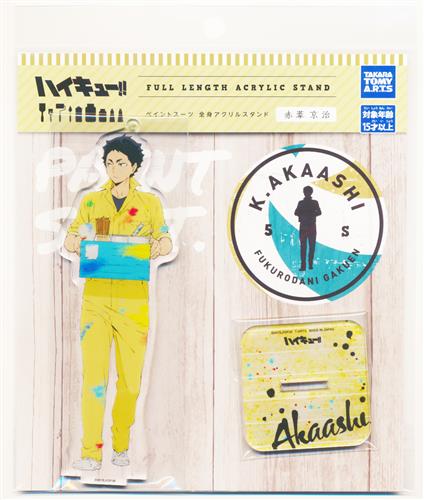 ハイキュー!!
FULL LENGTH ACRYLIC STAND
ペイントスーツ 全身アクリルスタンド
赤葦 京治
TAKARA
TOMY
A.R.T.S
対象年齢
15才以上
PAINT
SUIT.
K.AKAASHI
5 S
FUKURODANI GAKUEN
ハイキュー!!
Akaashi